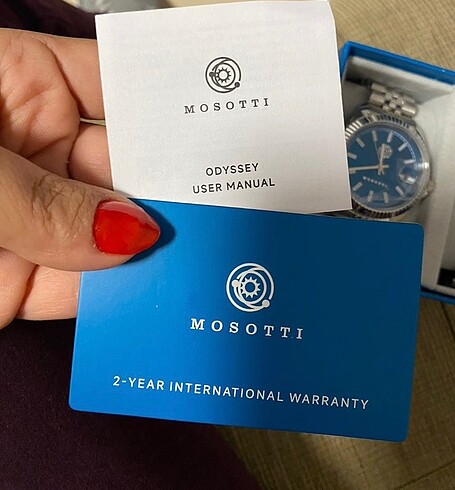 MOSOTTI
ODYSSEY
USER MANUAL
MOSOTTI
2-YEAR INTERNATIONAL WARRANTY